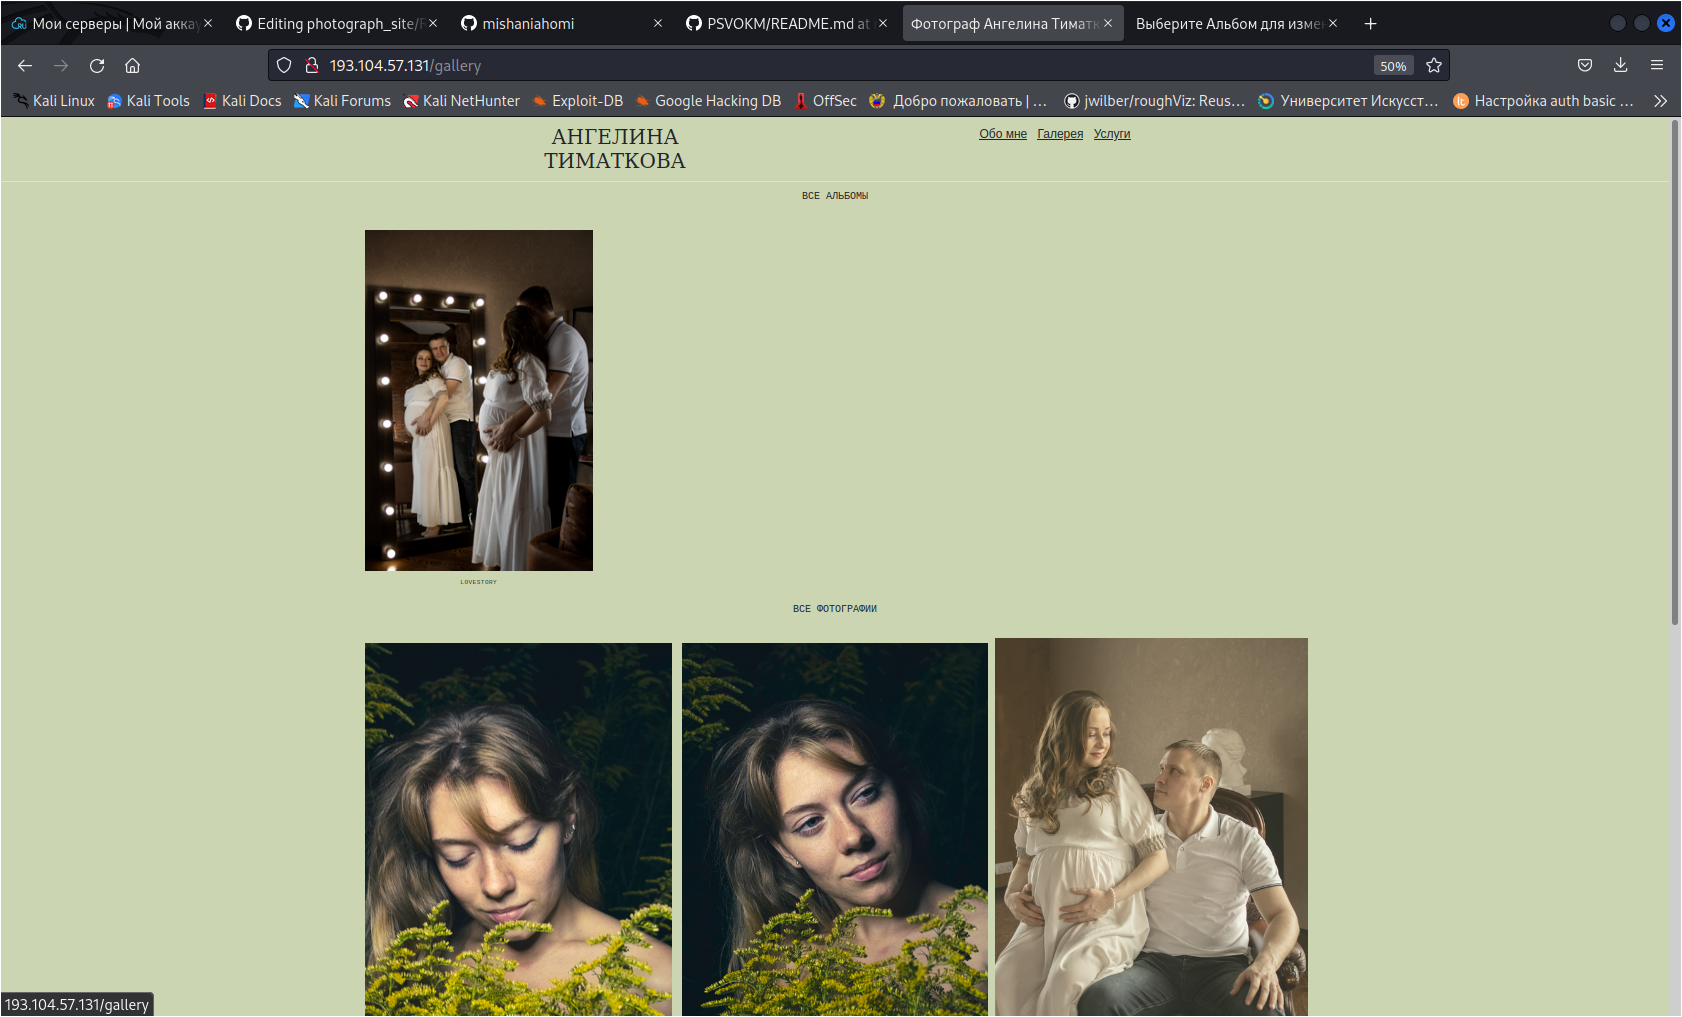 Мои серверы | Мой акка
Editing photograph_site/R
mishaniahomi
PSVOKM/README.md at
Фотограф Ангелина Тиматк
Выберите Альбом для изме
193.104.57.131/gallery
50%
Kali Linux
Kali Tools
Kali Docs
Kali Forums
Kali NetHunter
Exploit-DB
Google Hacking DB
OffSec
Добро пожаловать | ...
jwilber/roughViz: Reus...
Университет Искусст...
Настройка auth basic ...
АНГЕЛИНА
ТИМАТКОВА
Обо мне
Галерея
Услуги
ВСЕ АЛЬБОМЫ
LOVESTORY
ВСЕ ФОТОГРАФИИ
193.104.57.131/gallery